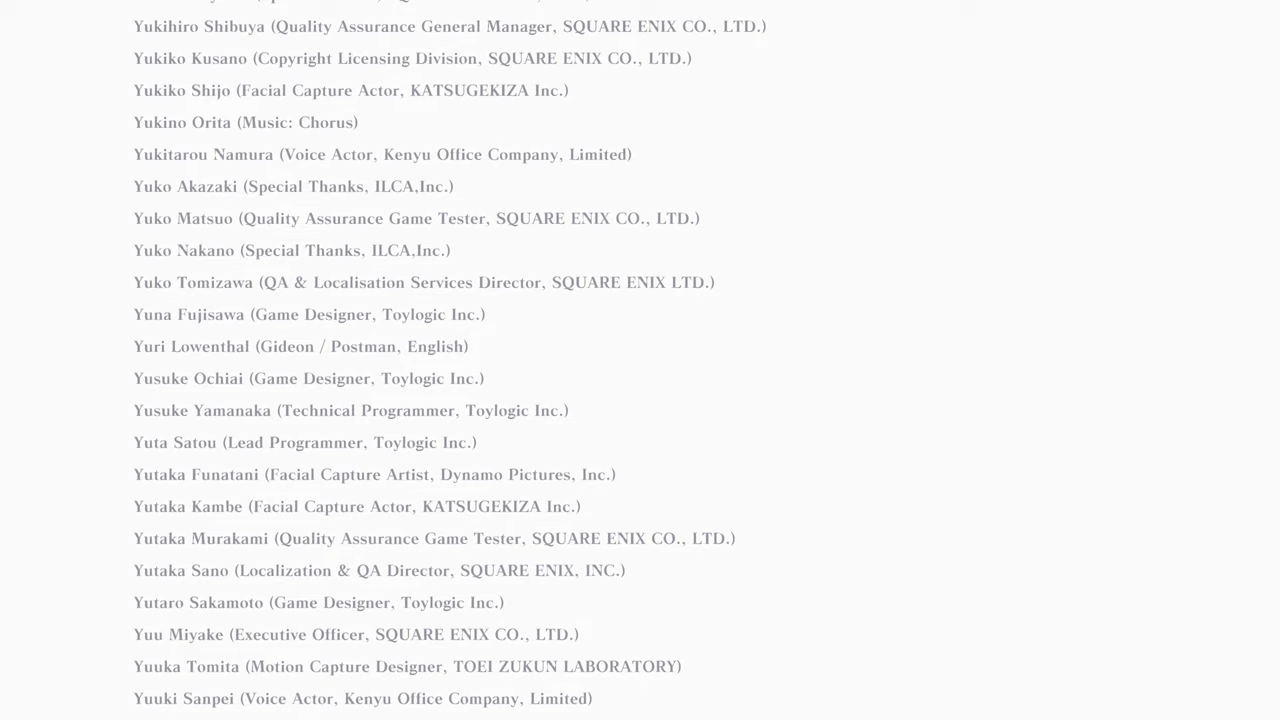 Yukihiro Shibuya (Quality Assurance General Manager, SQUARE ENIX CO., LTD.)
Yukiko Kusano (Copyright Licensing Division, SQUARE ENIX CO., LTD.)
Yukiko Shijo (Facial Capture Actor, KATSUGEKIZA Inc.)
Yukino Orita (Music: Chorus)
Yukitarou Namura (Voice Actor, Kenyu Office Company, Limited)
Yuko Akazaki (Special Thanks, ILCA,Inc.)
Yuko Matsuo (Quality Assurance Game Tester, SQUARE ENIX CO., LTD.)
Yuko Nakano (Special Thanks, ILCA,Inc.)
Yuko Tomizawa (QA & Localisation Services Director, SQUARE ENIX LTD.)
Yuna Fujisawa (Game Designer, Toylogic Inc.)
Yuri Lowenthal (Gideon / Postman, English)
Yusuke Ochiai (Game Designer, Toylogic Inc.)
Yusuke Yamanaka (Technical Programmer, Toylogic Inc.)
Yuta Satou (Lead Programmer, Toylogic Inc.)
Yutaka Funatani (Facial Capture Artist, Dynamo Pictures, Inc.)
Yutaka Kambe (Facial Capture Actor, KATSUGEKIZA Inc.)
Yutaka Murakami (Quality Assurance Game Tester, SQUARE ENIX CO., LTD.)
Yutaka Sano (Localization & QA Director, SQUARE ENIX, INC.)
Yutaro Sakamoto (Game Designer, Toylogic Inc.)
Yuu Miyake (Executive Officer, SQUARE ENIX CO., LTD.)
Yuuka Tomita (Motion Capture Designer, TOEI ZUKUN LABORATORY)
Yuuki Sanpei (Voice Actor, Kenyu Office Company, Limited)